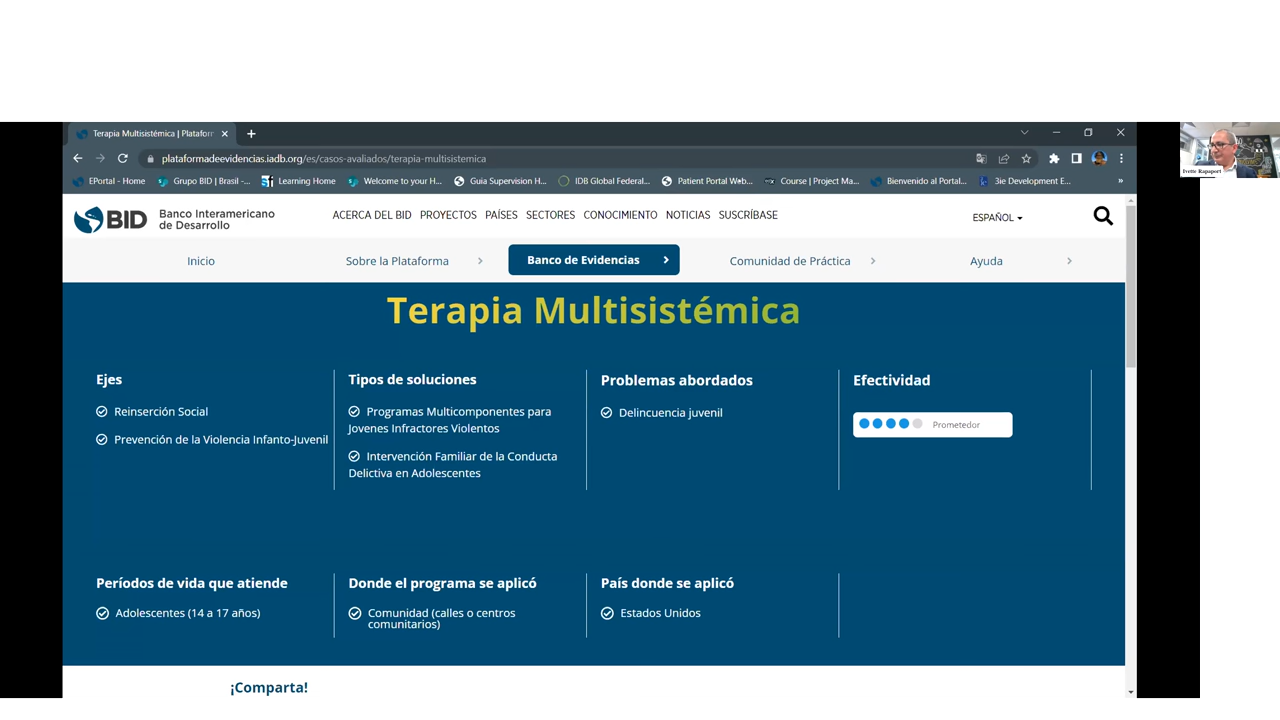 Terapia Multisistémica | Platafor
plataformadeevidencias.iadb.org/es/casos-avaliados/terapia-multisistemica
EPortal - Home
Grupo BID | Brasil -...
Learning Home
Welcome to your H...
Guia Supervision H...
IDB Global Federal...
Patient Portal Web...
Course | Project Ma...
Bienvenido al Portal...
3ie Development E...
»
Ivette Rapaport
BID
Banco Interamericano
de Desarrollo
ACERCA DEL BID PROYECTOS PAÍSES SECTORES CONOCIMIENTO NOTICIAS SUSCRÍBASE
ESPAÑOL
Inicio
Sobre la Plataforma
Banco de Evidencias
Comunidad de Práctica
Ayuda
Terapia Multisistémica
Ejes
Reinserción Social
Prevención de la Violencia Infanto-Juvenil
Tipos de soluciones
Programas Multicomponentes para
Jovenes Infractores Violentos
Intervención Familiar de la Conducta
Delictiva en Adolescentes
Problemas abordados
Delincuencia juvenil
Efectividad
Prometedor
Períodos de vida que atiende
Adolescentes (14 a 17 años)
Donde el programa se aplicó
Comunidad (calles o centros
comunitarios)
País donde se aplicó
Estados Unidos
¡Comparta!